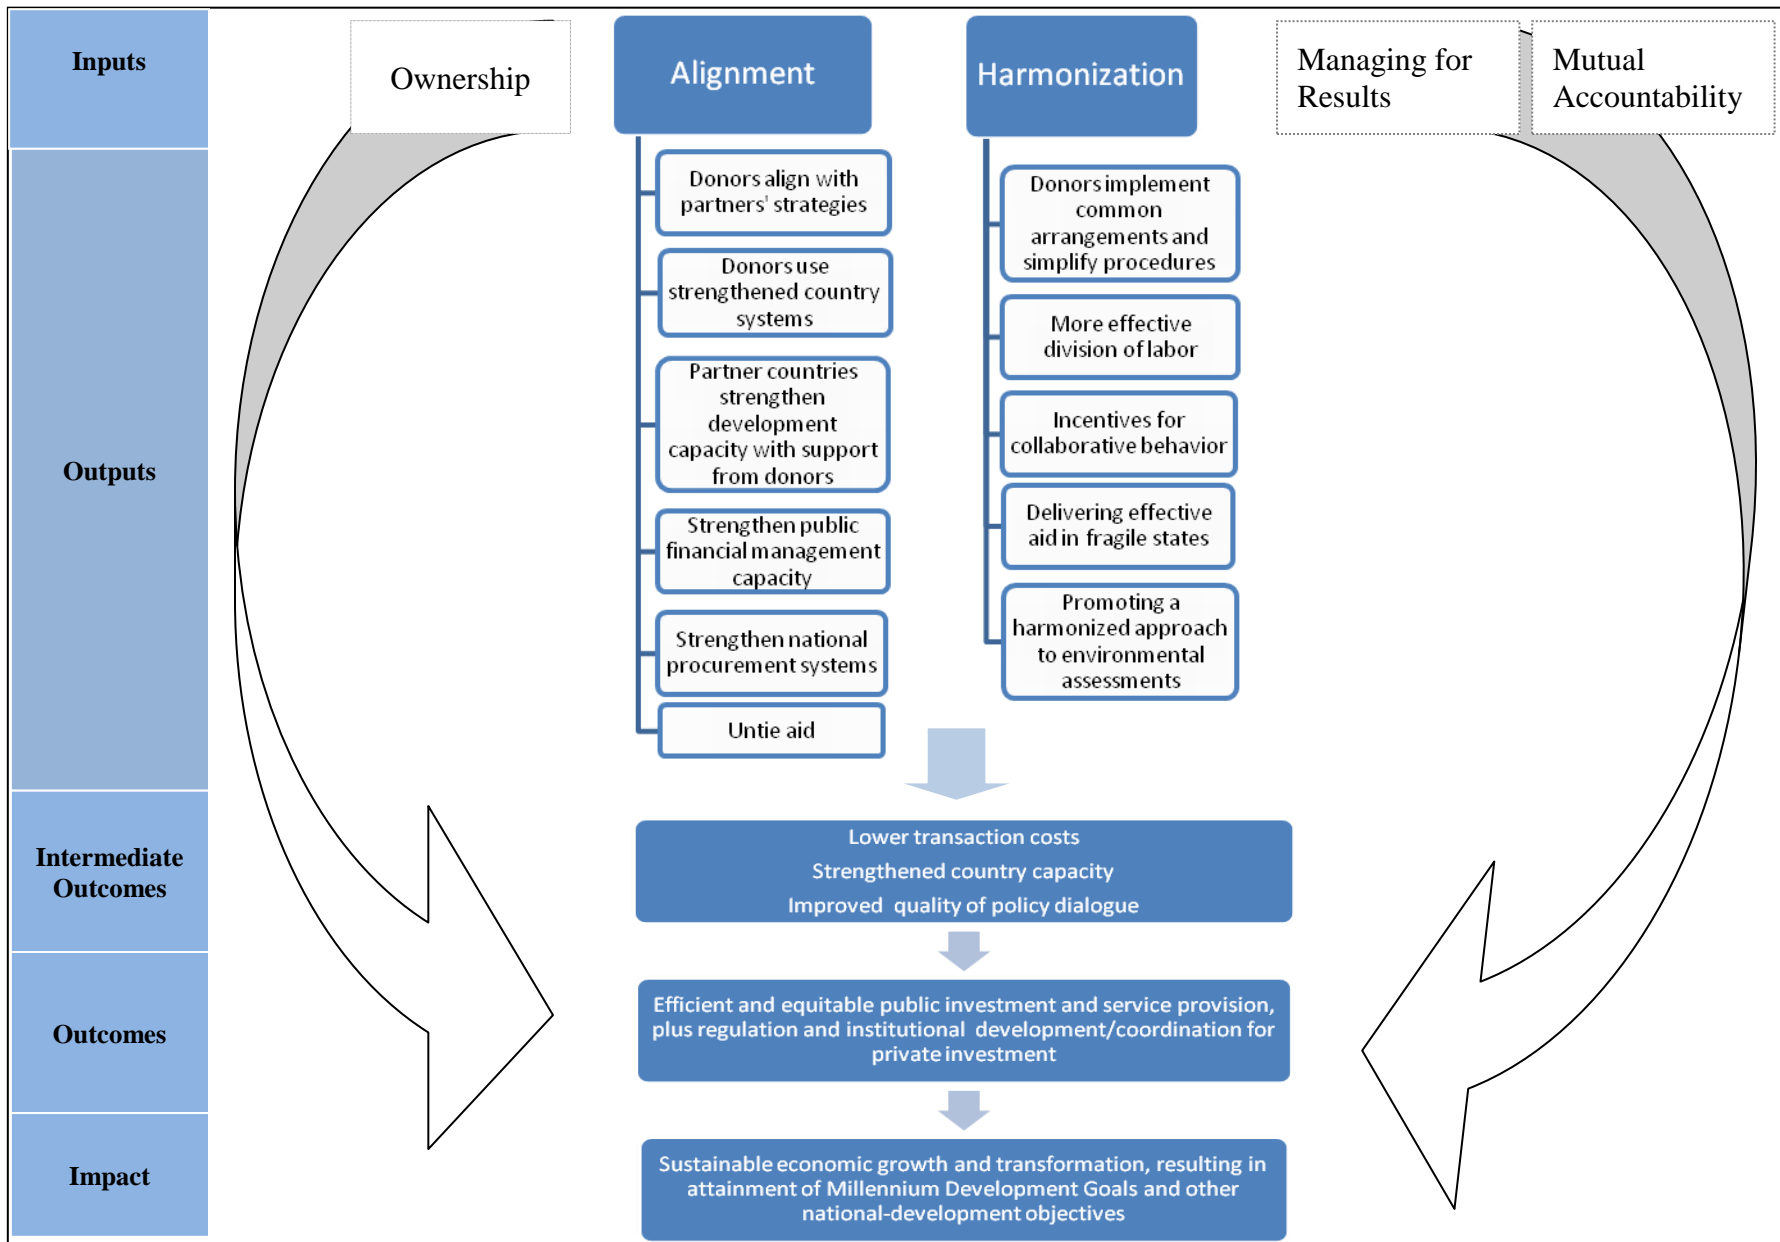 Inputs
Ownership
Alignment
Harmonization
Managing for
Results
Mutual
Accountability
Outputs
Donors align with
partners' strategies
Donors use
strengthened country
systems
Partner countries
strengthen
development
capacity with support
from donors
Strengthen public
financial management
capacity
Strengthen national
procurement systems
Untie aid
Donors implement
common
arrangements and
simplify procedures
More effective
division of labor
Incentives for
collaborative behavior
Delivering effective
aid in fragile states
Promoting a
harmonized approach
to environmental
assessments
Intermediate
Outcomes
Lower transaction costs
Strengthened country capacity
Improved quality of policy dialogue
Outcomes
Efficient and equitable public investment and service provision,
plus regulation and institutional development/coordination for
private investment
Impact
Sustainable economic growth and transformation, resulting in
attainment of Millennium Development Goals and other
national-development objectives